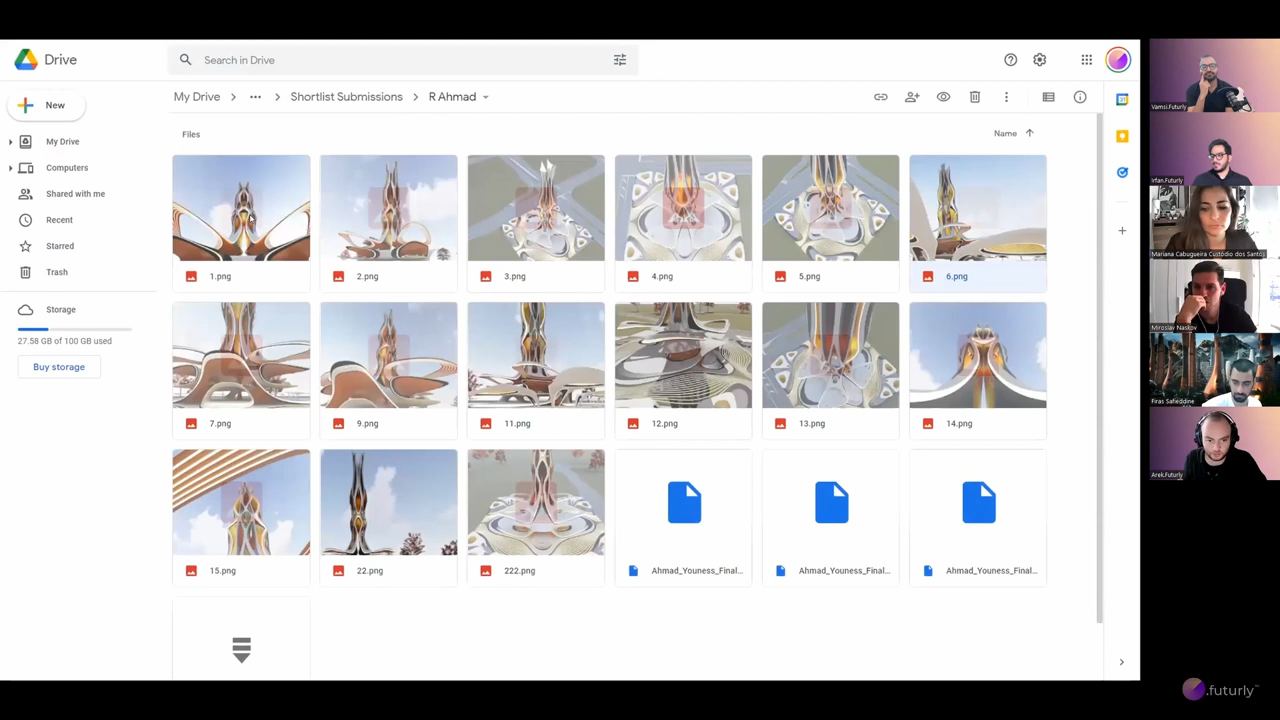 Drive
Search in Drive
New
My Drive
Computers
Shared with me
Recent
Starred
Trash
Storage
27.58 GB of 100 GB used
Buy storage
My Drive
Shortlist Submissions
R Ahmad
Files
Name
1.png
2.png
3.png
4.png
5.png
6.png
7.png
9.png
11.png
12.png
13.png
14.png
15.png
22.png
222.png
Ahmad_Youness_Final...
Ahmad_Youness_Final...
Ahmad_Youness_Final...
31
Vamsi.Futurly
Irfan.Futurly
Mariana Cabugueira Custódio dos Santos
Miroslav Naskov
Firas Safieddine
Arek.Futurly
.futurly™